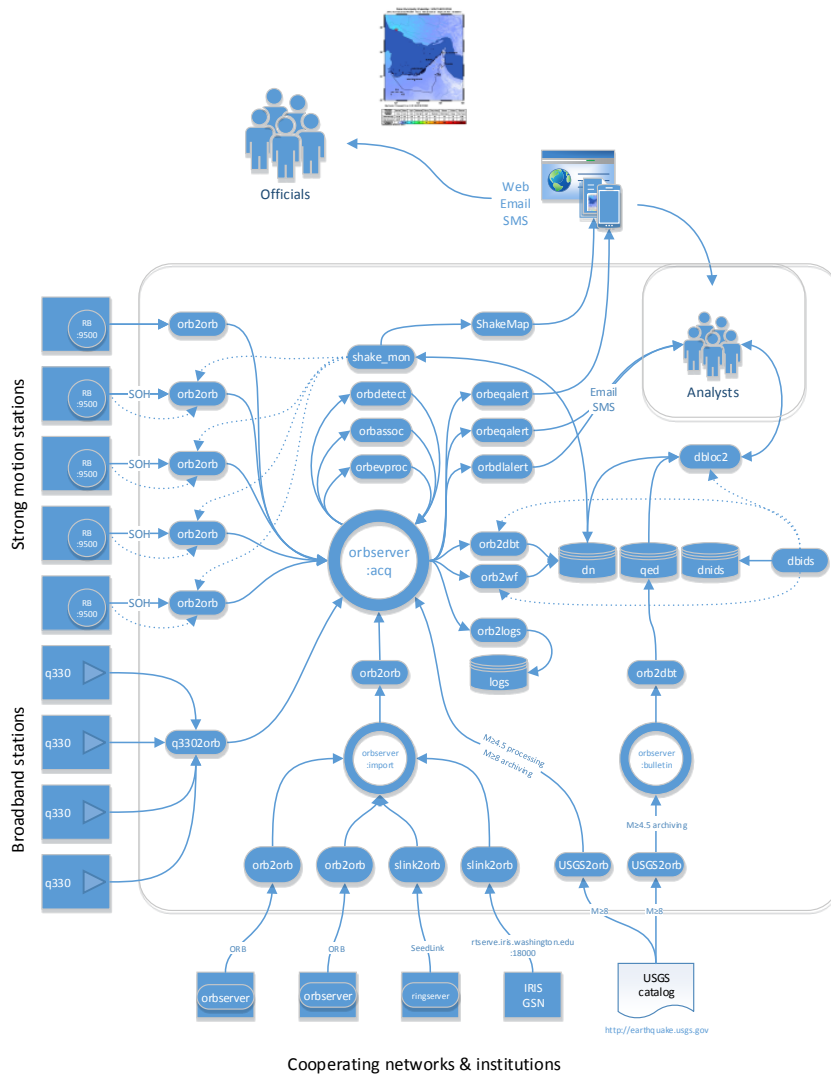 Officials
Web
Email
SMS
RB
:9500
orb2orb
ShakeMap
shake_mon
RB
:9500
SOH
orb2orb
orbdetect
orbeqalert
Email
SMS
Analysts
RB
:9500
SOH
orb2orb
orbassoc
orbeqalert
orbevproc
orbdlalert
dbloc2
Strong motion stations
RB
:9500
SOH
orb2orb
orbserver
:acq
orb2dbt
orb2wf
dn
qed
dnids
dbids
RB
:9500
SOH
orb2orb
orb2logs
logs
q330
orb2orb
orb2dbt
Broadband stations
q330
q3302orb
orbserver
:import
M≥4.5 processing
M≥8 archiving
orbserver
:bulletin
q330
M≥4.5 archiving
q330
orb2orb
orb2orb
slink2orb
slink2orb
USGS2orb
USGS2orb
M≥8
M≥8
ORB
ORB
SeedLink
rtserve.iris.washington.edu
:18000
orbserver
orbserver
ringserver
IRIS
GSN
USGS
catalog
http://earthquake.usgs.gov
Cooperating networks & institutions